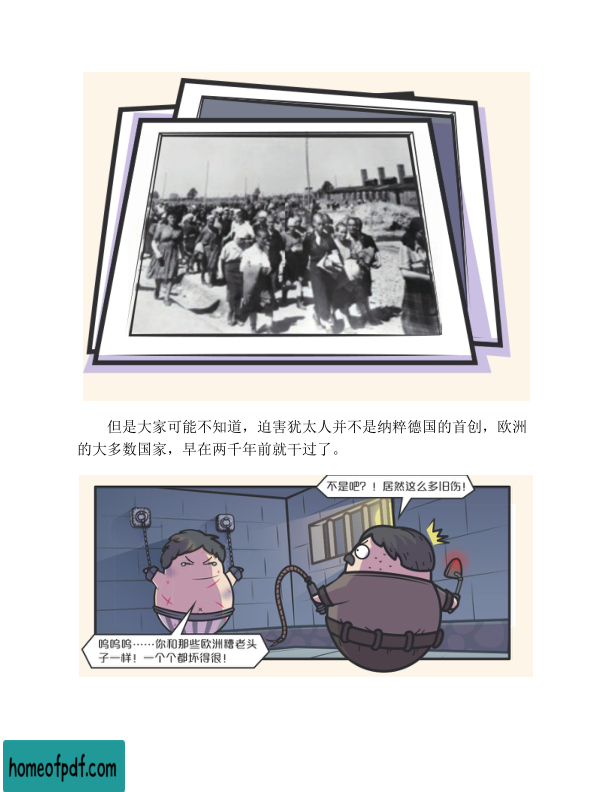 但是大家可能不知道，迫害犹太人并不是纳粹德国的首创，欧洲
的大多数国家，早在两千年前就干过了。
不是吧？！居然这么多旧伤！
呜呜呜……你和那些欧洲糟老头
子一样！一个个都坏得很！
homeofpdf.com